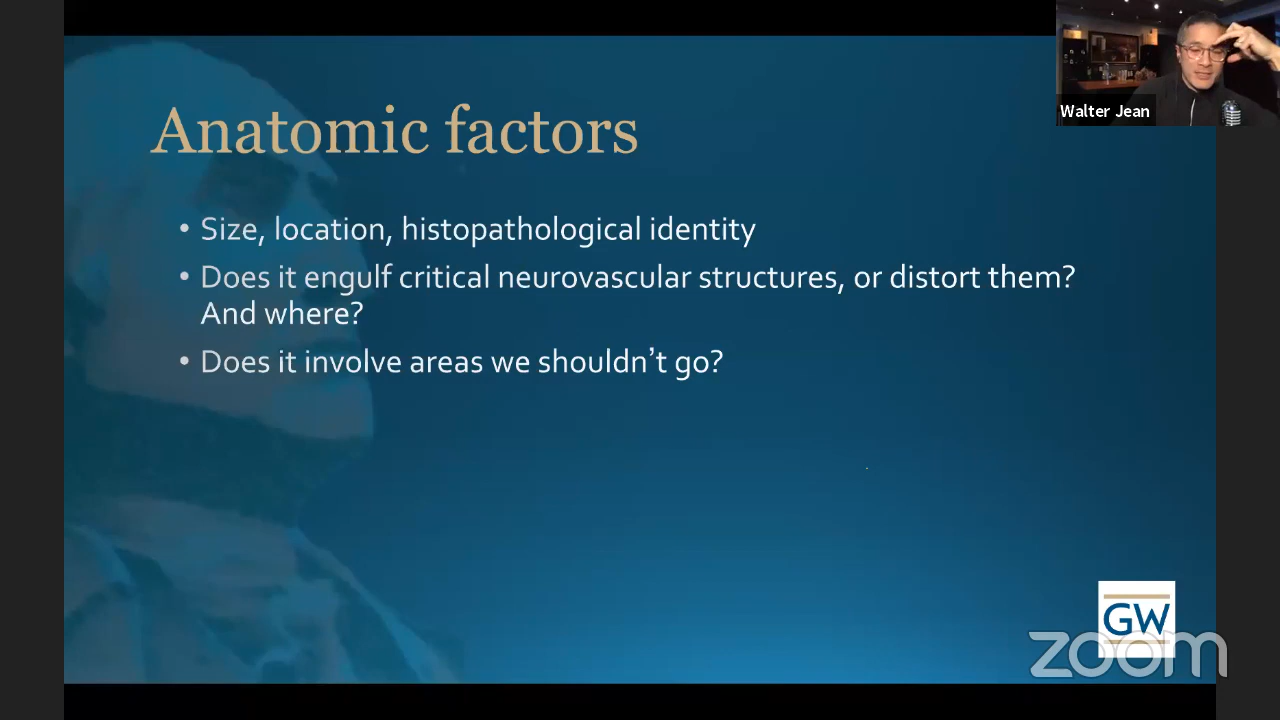 Walter Jean
Anatomic factors
• Size, location, histopathological identity
• Does it engulf critical neurovascular structures, or distort them?
And where?
• Does it involve areas we shouldn’t go?
GW
zoom